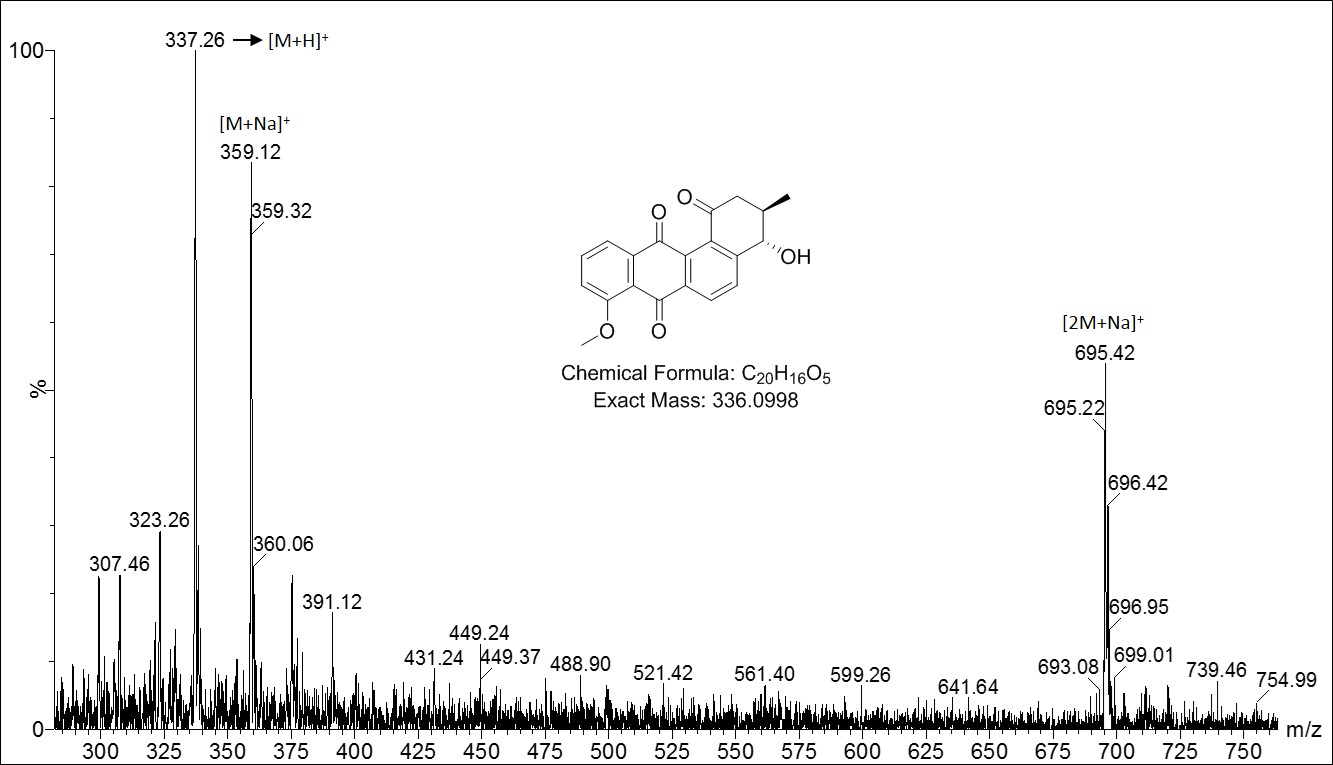 337.26 → [M+H]⁺
100
[M+Na]⁺
359.12
359.32
O
O
OH
O
O
Chemical Formula: C₂₀H₁₆O₅
Exact Mass: 336.0998
[2M+Na]⁺
695.42
695.22
696.42
%
323.26
307.46
360.06
391.12
449.24
449.37
431.24
488.90
521.42
561.40
599.26
641.64
693.08
696.95
699.01
739.46
754.99
0
m/z
300 325 350 375 400 425 450 475 500 525 550 575 600 625 650 675 700 725 750